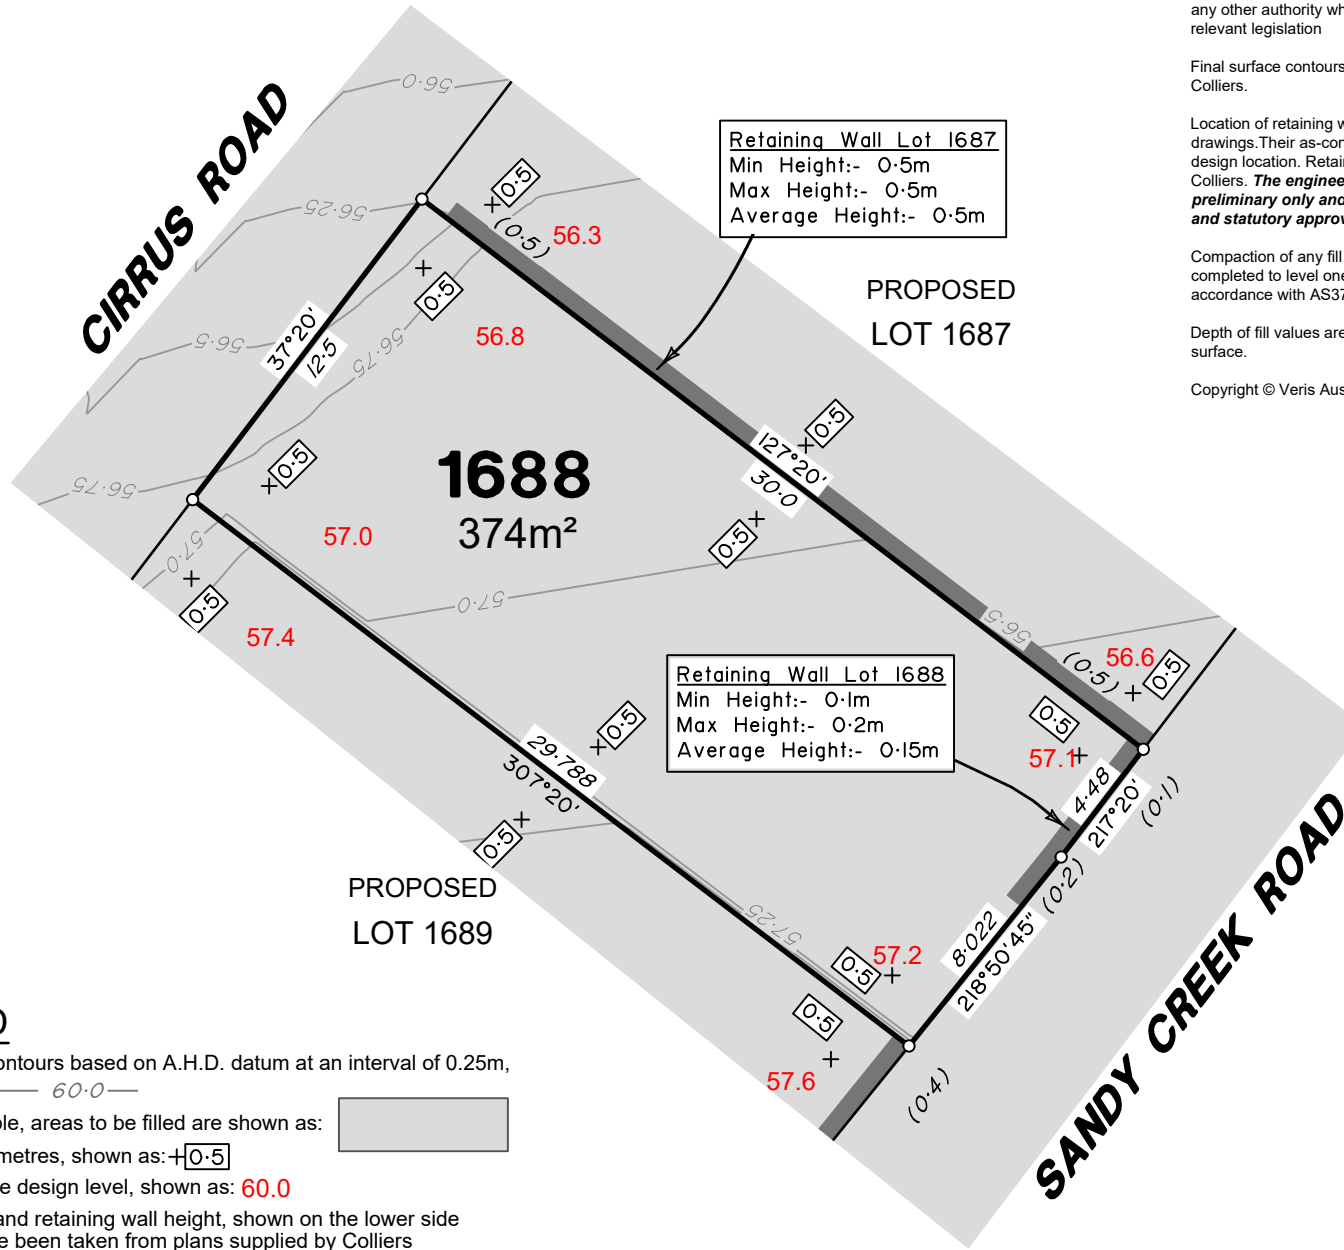 any other authority wh
relevant legislation
Final surface contours
Colliers.
Location of retaining w
drawings.Their as-con
design location. Retai
Colliers. The enginee
preliminary only and
and statutory approv
Compaction of any fill
completed to level one
accordance with AS37
Depth of fill values are
surface.
Copyright © Veris Aus
CIRRUS ROAD
56·0
56·25
56·5
56·75
56·75
57·0
Retaining Wall Lot 1687
Min Height:- 0·5m
Max Height:- 0·5m
Average Height:- 0·5m
0·5
(0·5)
56.3
0·5
56.8
PROPOSED
LOT 1687
37°20'
12·5
0·5
57.0
1688
374m²
0·5
127°20'
30·0
0·5
57·0
0·5
57.4
56·5
(0·5)
56.6
0·5
Retaining Wall Lot 1688
Min Height:- 0·1m
Max Height:- 0·2m
Average Height:- 0·15m
0·5
57.1
0·5
29·788
307°20'
0·5
4·48
217°20'
(0·1)
(0·2)
PROPOSED
LOT 1689
57·25
8·022
218°50'45"
0·5
57.2
0·5
57.6
(0·4)
SANDY CREEK ROAD
ontours based on A.H.D. datum at an interval of 0.25m,
60·0
ble, areas to be filled are shown as:
metres, shown as:+0·5
e design level, shown as: 60.0
and retaining wall height, shown on the lower side
e been taken from plans supplied by Colliers